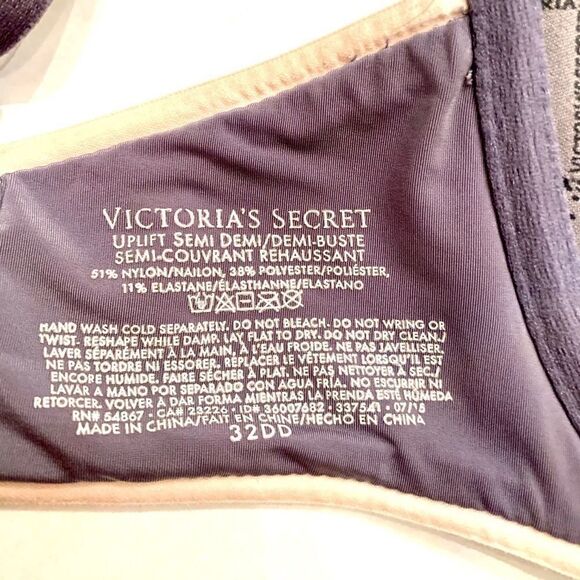 VICTORIA'S SECRET
UPLIFT SEMI DEMI/DEMI-BUSTE
SEMI-COUVRANT REHAUSSANT
51% NYLON/NAILON, 38% POLYESTER/POLIÉSTER,
11% ELASTANE/ÉLASTHANNE/ELASTANO
HAND WASH COLD SEPARATELY. DO NOT BLEACH. DO NOT WRING OR
TWIST. RESHAPE WHILE DAMP. LAY FLAT TO DRY. DO NOT DRY CLEAN./
LAVER SÉPARÉMENT À LA MAIN, À L'EAU FROIDE. NE PAS JAVELLISER.
NE PAS TORDRE NI ESSORER. REPLACER LE VÊTEMENT LORSQU'IL EST
ENCORE HUMIDE. FAIRE SÉCHER À PLAT. NE PAS NETTOYER À SEC./
LAVAR A MANO POR SEPARADO CON AGUA FRÍA. NO ESCURRIR NI
RETORCER. VOLVER A DAR FORMA MIENTRAS LA PRENDA ESTÉ HÚMEDA
RN# 54867 • CA# 23226 • ID# 36007682 • 337541 •
MADE IN CHINA/FAIT EN CHINE/HECHO EN CHINA
32DD